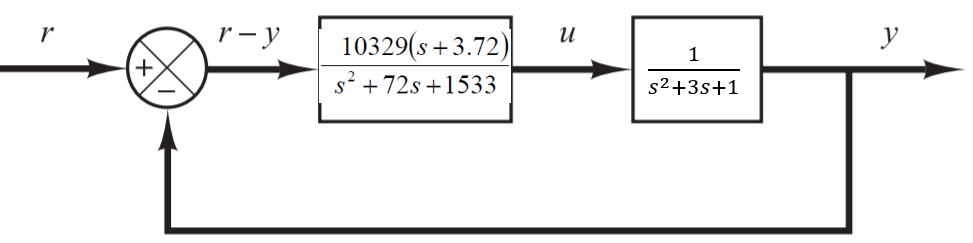 r
+
−
r − y
10329(s + 3.72)
s² + 72s + 1533
u
1
s²+3s+1
y